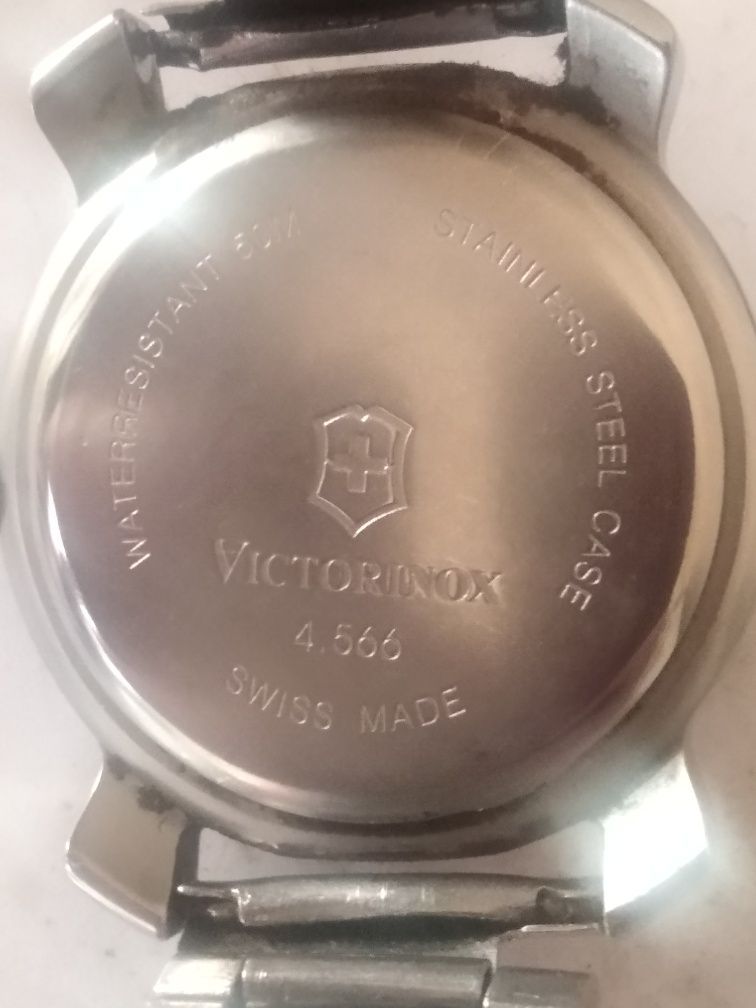 WATERRESISTANT 50M
STAINLESS STEEL CASE
VICTORINOX
4.566
SWISS MADE